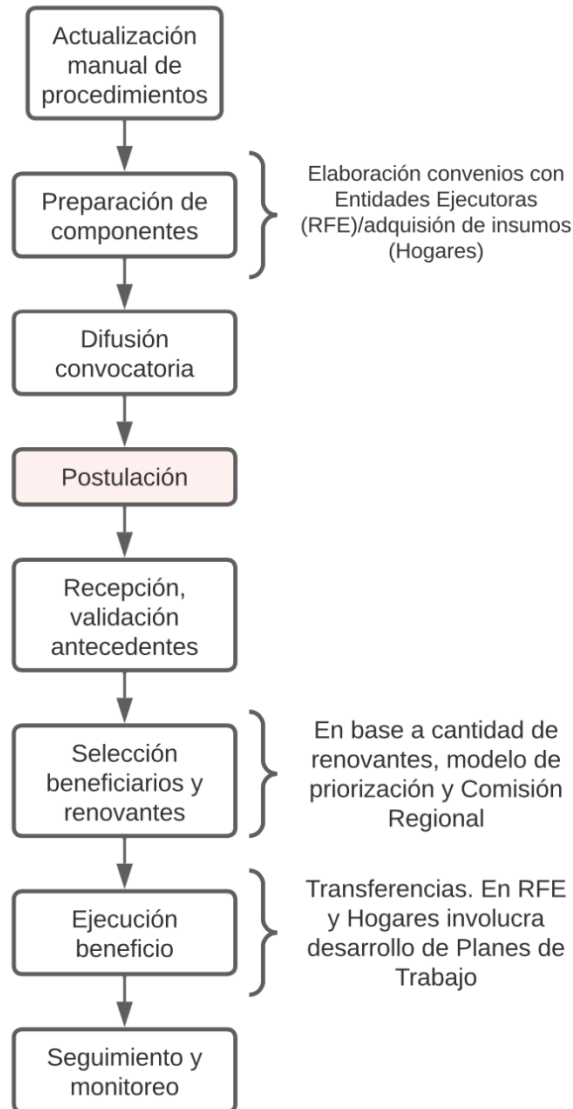 Actualización
manual de
procedimientos
Preparación de
componentes
Elaboración convenios con
Entidades Ejecutoras
(RFE)/adquisión de insumos
(Hogares)
Difusión
convocatoria
Postulación
Recepción,
validación
antecedentes
Selección
beneficiarios y
renovantes
En base a cantidad de
renovantes, modelo de
priorización y Comisión
Regional
Ejecución
beneficio
Transferencias. En RFE
y Hogares involucra
desarrollo de Planes de
Trabajo
Seguimiento y
monitoreo